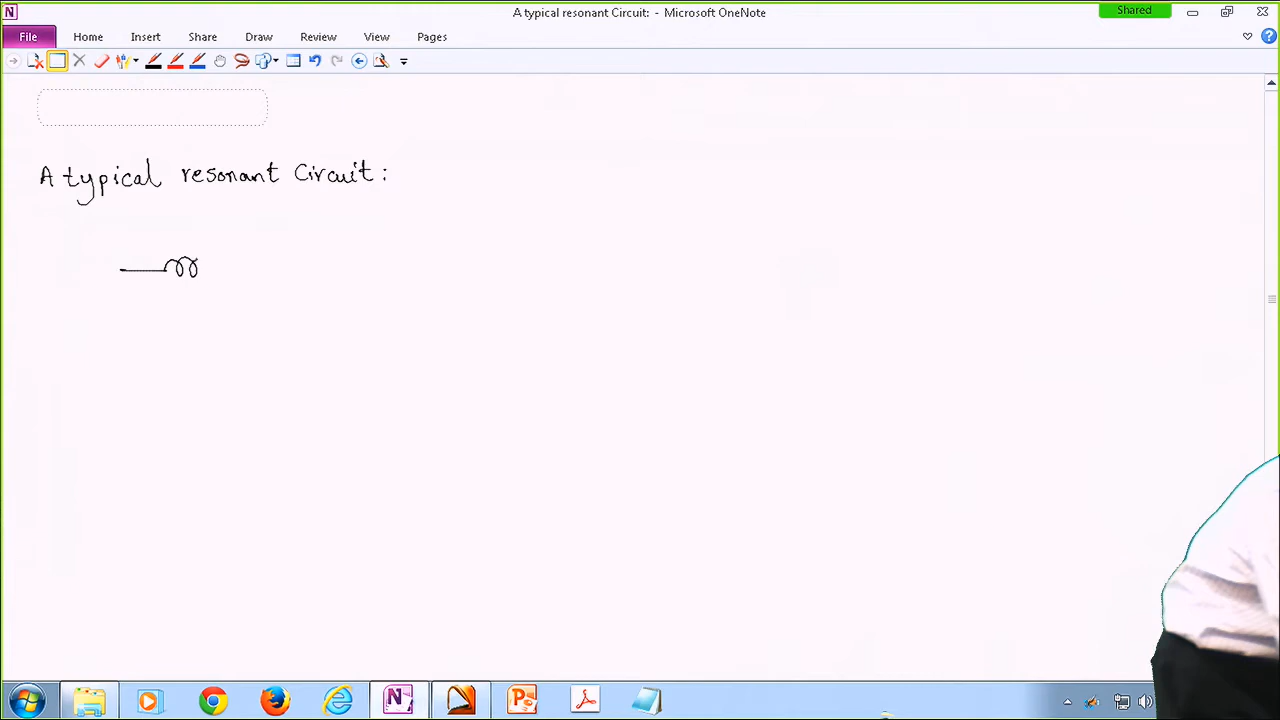 A typical resonant Circuit: - Microsoft OneNote
Shared
File Home Insert Share Draw Review View Pages
A typical resonant Circuit: